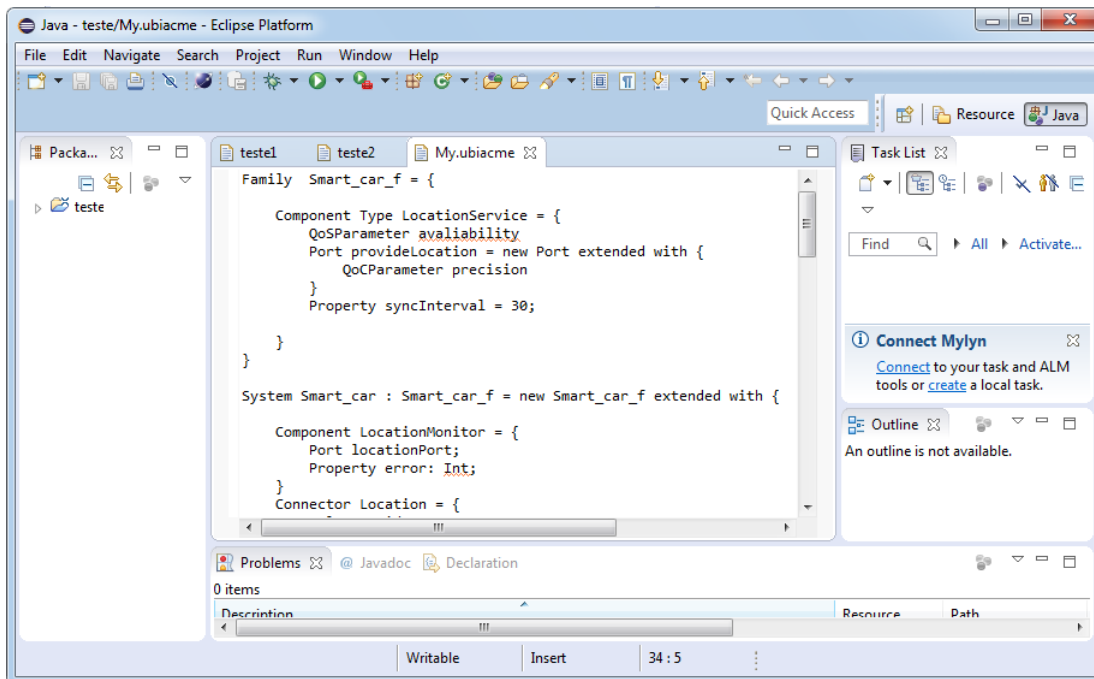 Java - teste/My.ubiacme - Eclipse Platform
File Edit Navigate Search Project Run Window Help
Quick Access Resource Java
Packa...
teste
teste1 teste2 My.ubiacme
Family  Smart_car_f = {
    Component Type LocationService = {
        QoSParameter avaliability
        Port provideLocation = new Port extended with {
            QoCParameter precision
        }
        Property syncInterval = 30;
    }
}
System Smart_car : Smart_car_f = new Smart_car_f extended with {
    Component LocationMonitor = {
        Port locationPort;
        Property error: Int;
    }
    Connector Location = {
Task List
Find All Activate...
Connect Mylyn
Connect to your task and ALM
tools or create a local task.
Outline
An outline is not available.
Problems @ Javadoc Declaration
0 items
Description Resource Path
Writable Insert 34 : 5